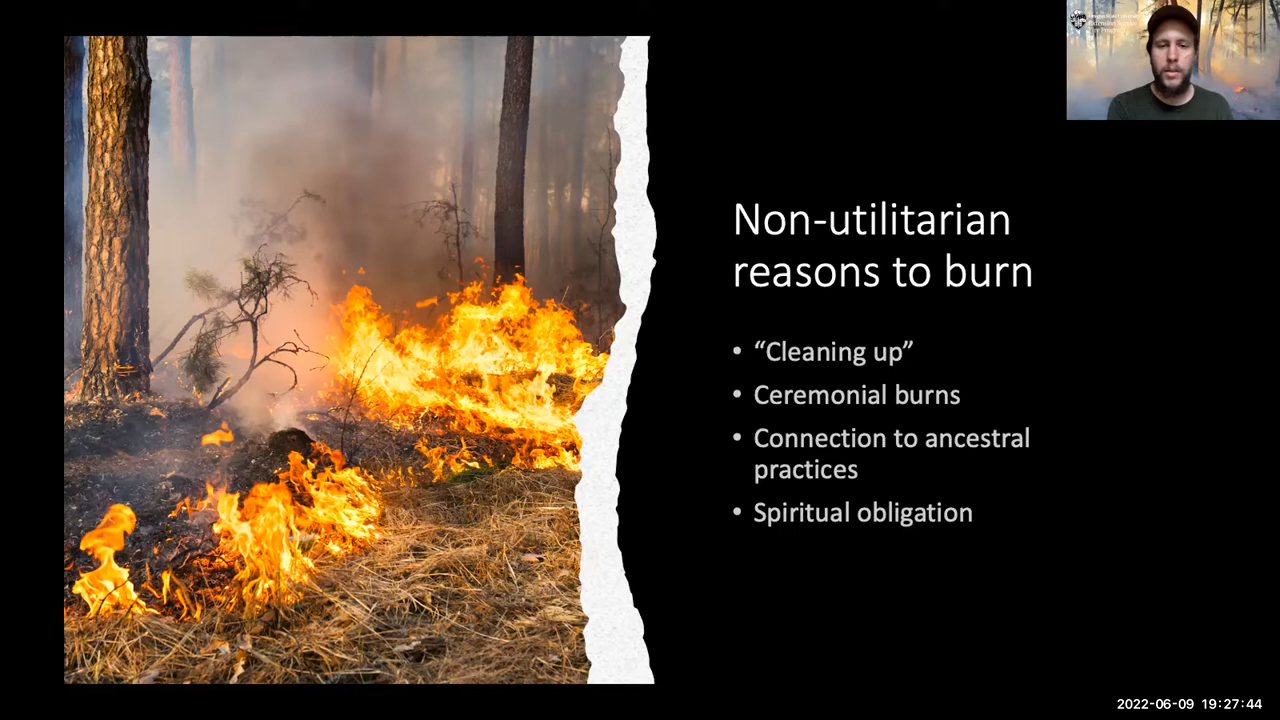 Non-utilitarian
reasons to burn
• “Cleaning up”
• Ceremonial burns
• Connection to ancestral
practices
• Spiritual obligation
2022-06-09 19:27:44